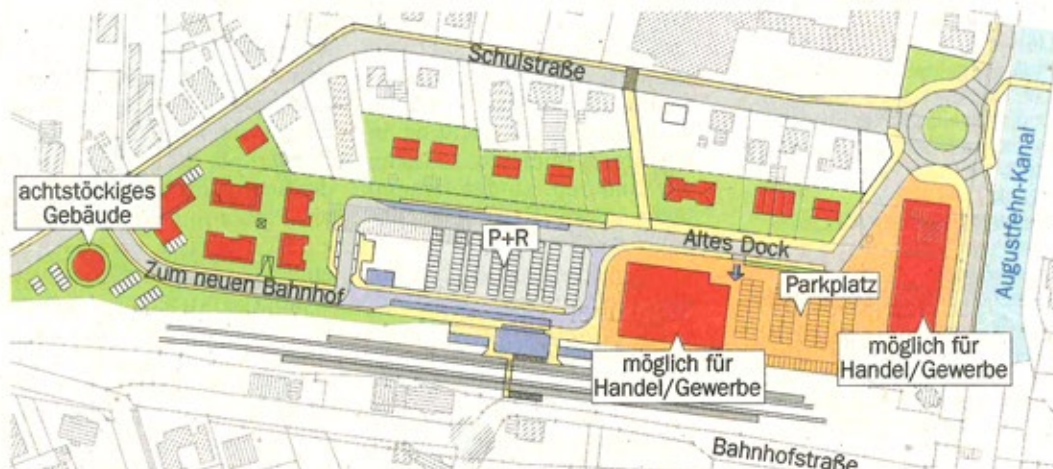 Schulstraße
achtstöckiges
Gebäude
P+R
Altes Dock
Zum neuen Bahnhof
Parkplatz
Augustfehn-Kanal
möglich für
Handel/Gewerbe
möglich für
Handel/Gewerbe
Bahnhofstraße